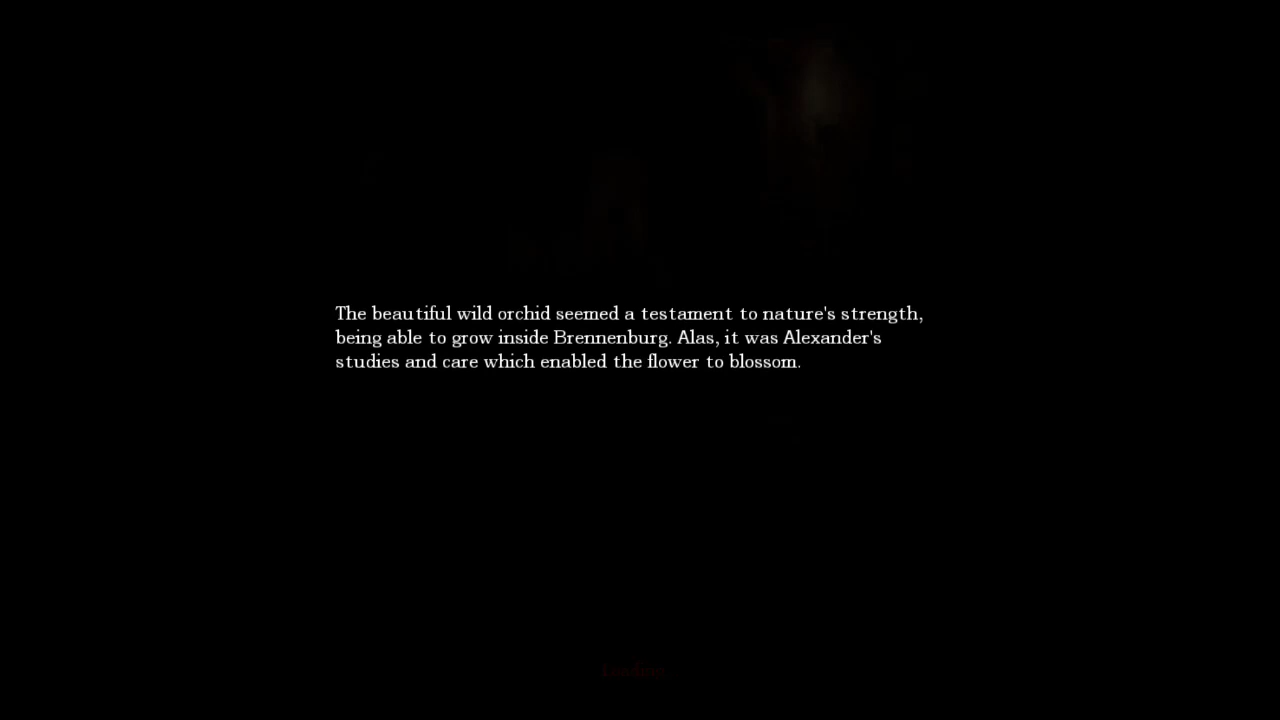 The beautiful wild orchid seemed a testament to nature's strength,
being able to grow inside Brennenburg. Alas, it was Alexander's
studies and care which enabled the flower to blossom.